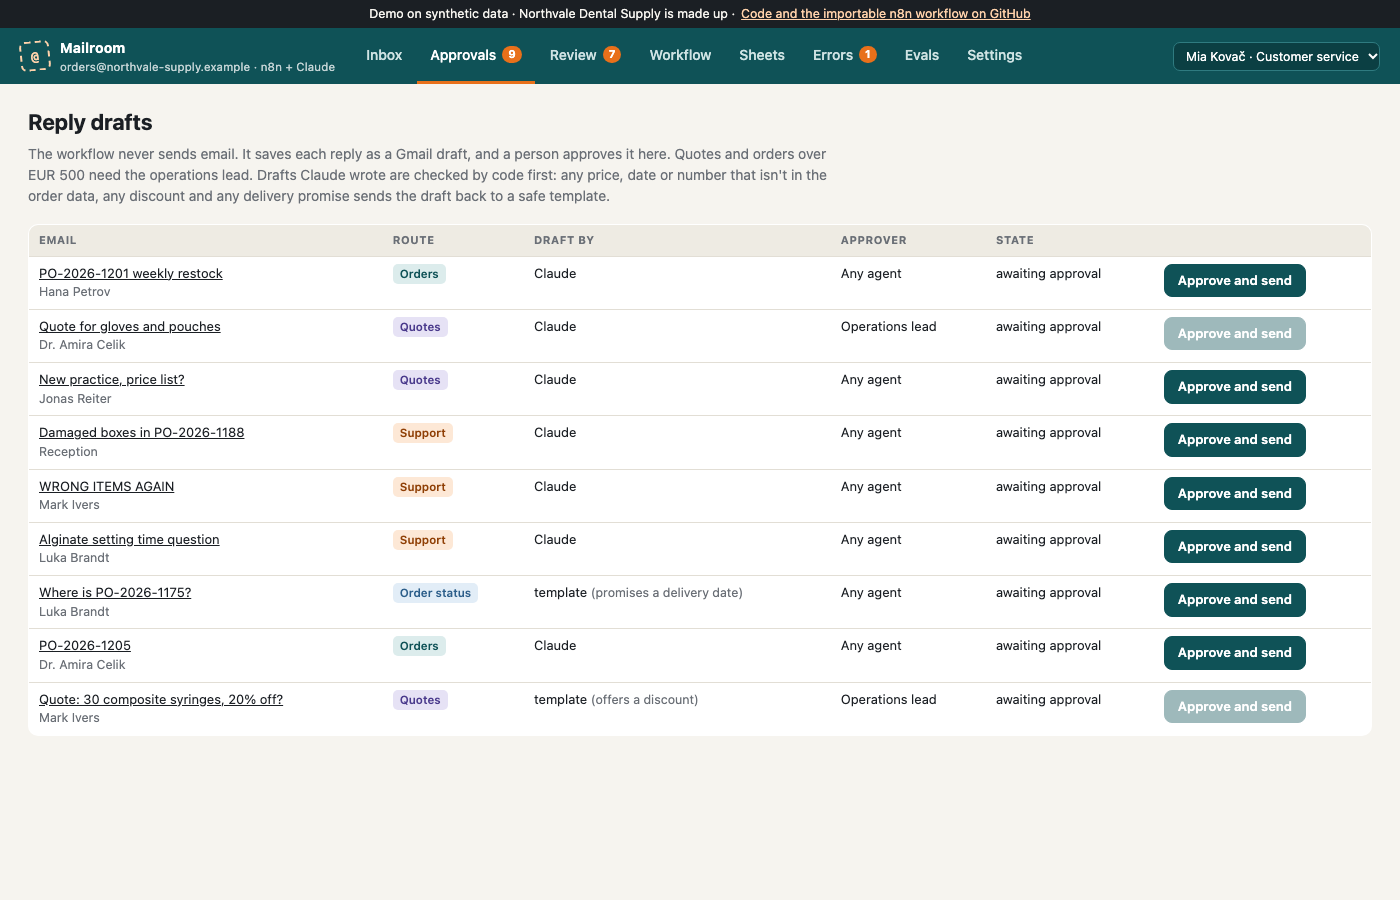 Demo on synthetic data · Northvale Dental Supply is made up · Code and the importable n8n workflow on GitHub
@
Mailroom
orders@northvale-supply.example · n8n + Claude
Inbox
Approvals 9
Review 7
Workflow
Sheets
Errors 1
Evals
Settings
Mia Kovač · Customer service
Reply drafts
The workflow never sends email. It saves each reply as a Gmail draft, and a person approves it here. Quotes and orders over
EUR 500 need the operations lead. Drafts Claude wrote are checked by code first: any price, date or number that isn't in the
order data, any discount and any delivery promise sends the draft back to a safe template.
EMAIL ROUTE DRAFT BY APPROVER STATE
PO-2026-1201 weekly restock Orders Claude Any agent awaiting approval Approve and send
Hana Petrov
Quote for gloves and pouches Quotes Claude Operations lead awaiting approval Approve and send
Dr. Amira Celik
New practice, price list? Quotes Claude Any agent awaiting approval Approve and send
Jonas Reiter
Damaged boxes in PO-2026-1188 Support Claude Any agent awaiting approval Approve and send
Reception
WRONG ITEMS AGAIN Support Claude Any agent awaiting approval Approve and send
Mark Ivers
Alginate setting time question Support Claude Any agent awaiting approval Approve and send
Luka Brandt
Where is PO-2026-1175? Order status template (promises a delivery date) Any agent awaiting approval Approve and send
Luka Brandt
PO-2026-1205 Orders Claude Any agent awaiting approval Approve and send
Dr. Amira Celik
Quote: 30 composite syringes, 20% off? Quotes template (offers a discount) Operations lead awaiting approval Approve and send
Mark Ivers